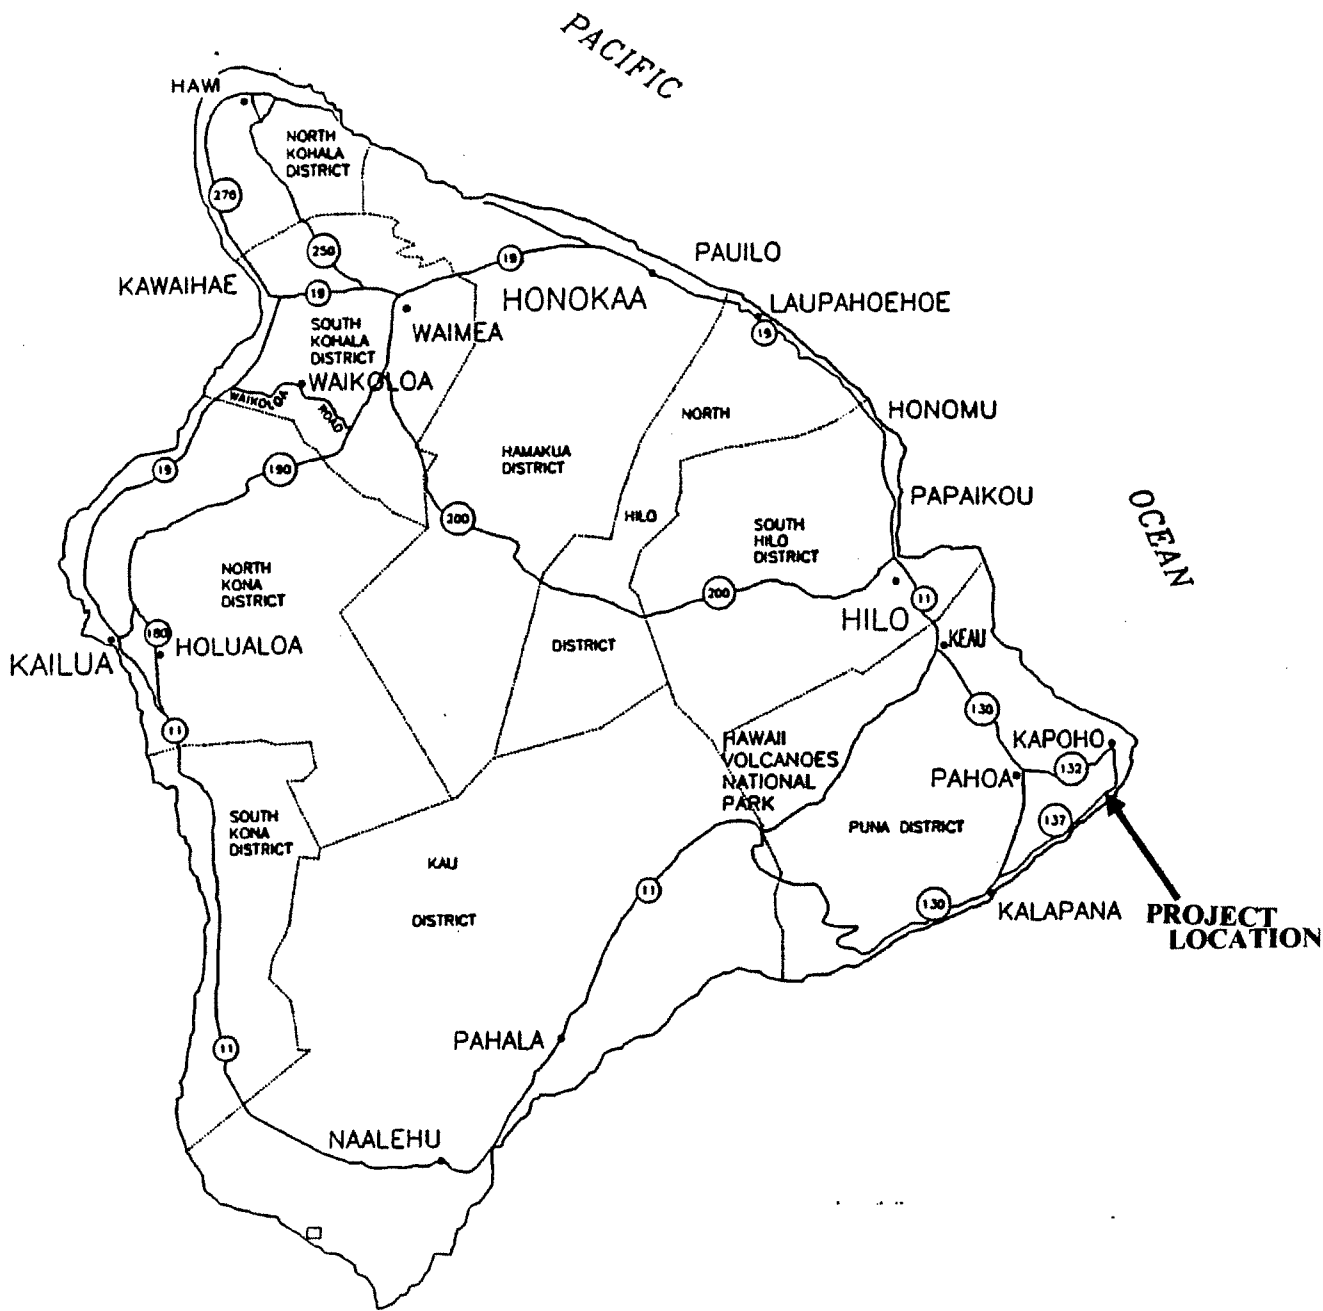 PACIFIC
HAWI
NORTH
KOHALA
DISTRICT
270
250
19
PAUILO
KAWAIHAE
19
HONOKAA
LAUPAHOEHOE
SOUTH
KOHALA
DISTRICT
WAIMEA
19
WAIKOLOA
WAIKOLOA
ROAD
NORTH
HONOMU
HAMAKUA
DISTRICT
19
190
PAPAIKOU
OCEAN
200
HILO
SOUTH
HILO
DISTRICT
NORTH
KONA
DISTRICT
200
11
HILO
180
HOLUALOA
DISTRICT
KEAU
KAILUA
130
11
HAWAII
VOLCANOES
NATIONAL
PARK
KAPOHO
132
PAHOA
SOUTH
KONA
DISTRICT
PUNA DISTRICT
137
KAU
11
130
DISTRICT
KALAPANA
PROJECT
LOCATION
PAHALA
11
NAALEHU